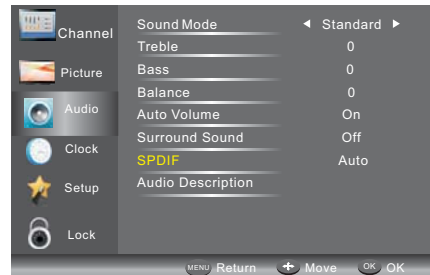 Channel
Picture
Audio
Clock
Setup
Lock
Sound Mode Standard
Treble 0
Bass 0
Balance 0
Auto Volume On
Surround Sound Off
SPDIF Auto
Audio Description
MENU Return Move OK OK